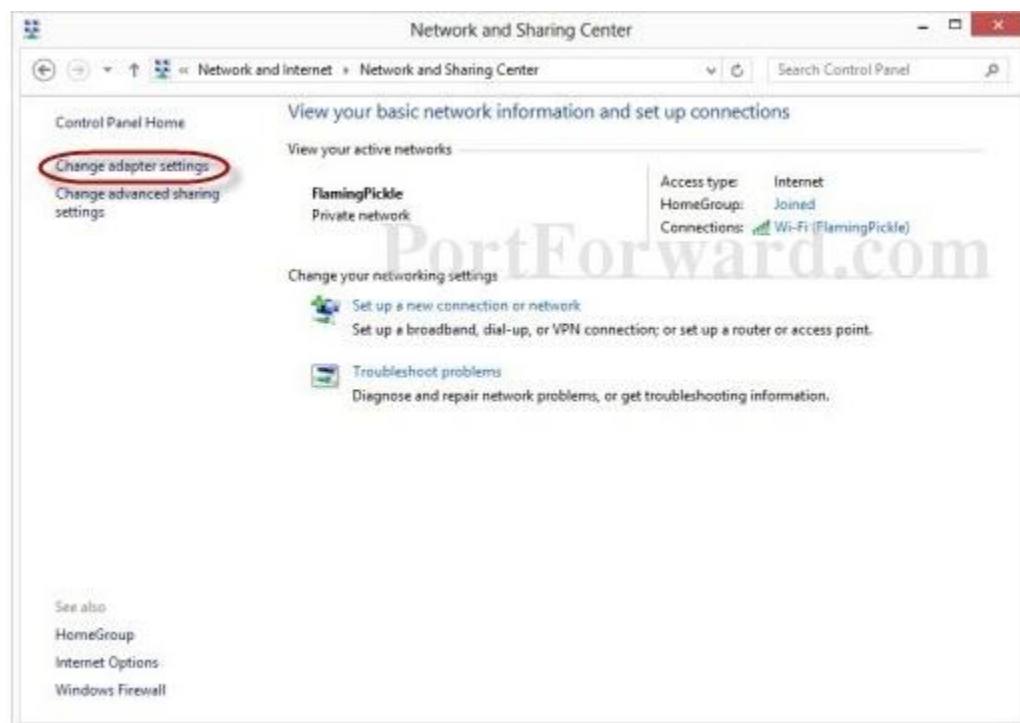 Network and Sharing Center
« Network and Internet › Network and Sharing Center
Search Control Panel
Control Panel Home
Change adapter settings
Change advanced sharing
settings
View your basic network information and set up connections
View your active networks
FlamingPickle
Private network
Access type: Internet
HomeGroup: Joined
Connections: Wi-Fi (FlamingPickle)
PortForward.com
Change your networking settings
Set up a new connection or network
Set up a broadband, dial-up, or VPN connection; or set up a router or access point.
Troubleshoot problems
Diagnose and repair network problems, or get troubleshooting information.
See also
HomeGroup
Internet Options
Windows Firewall